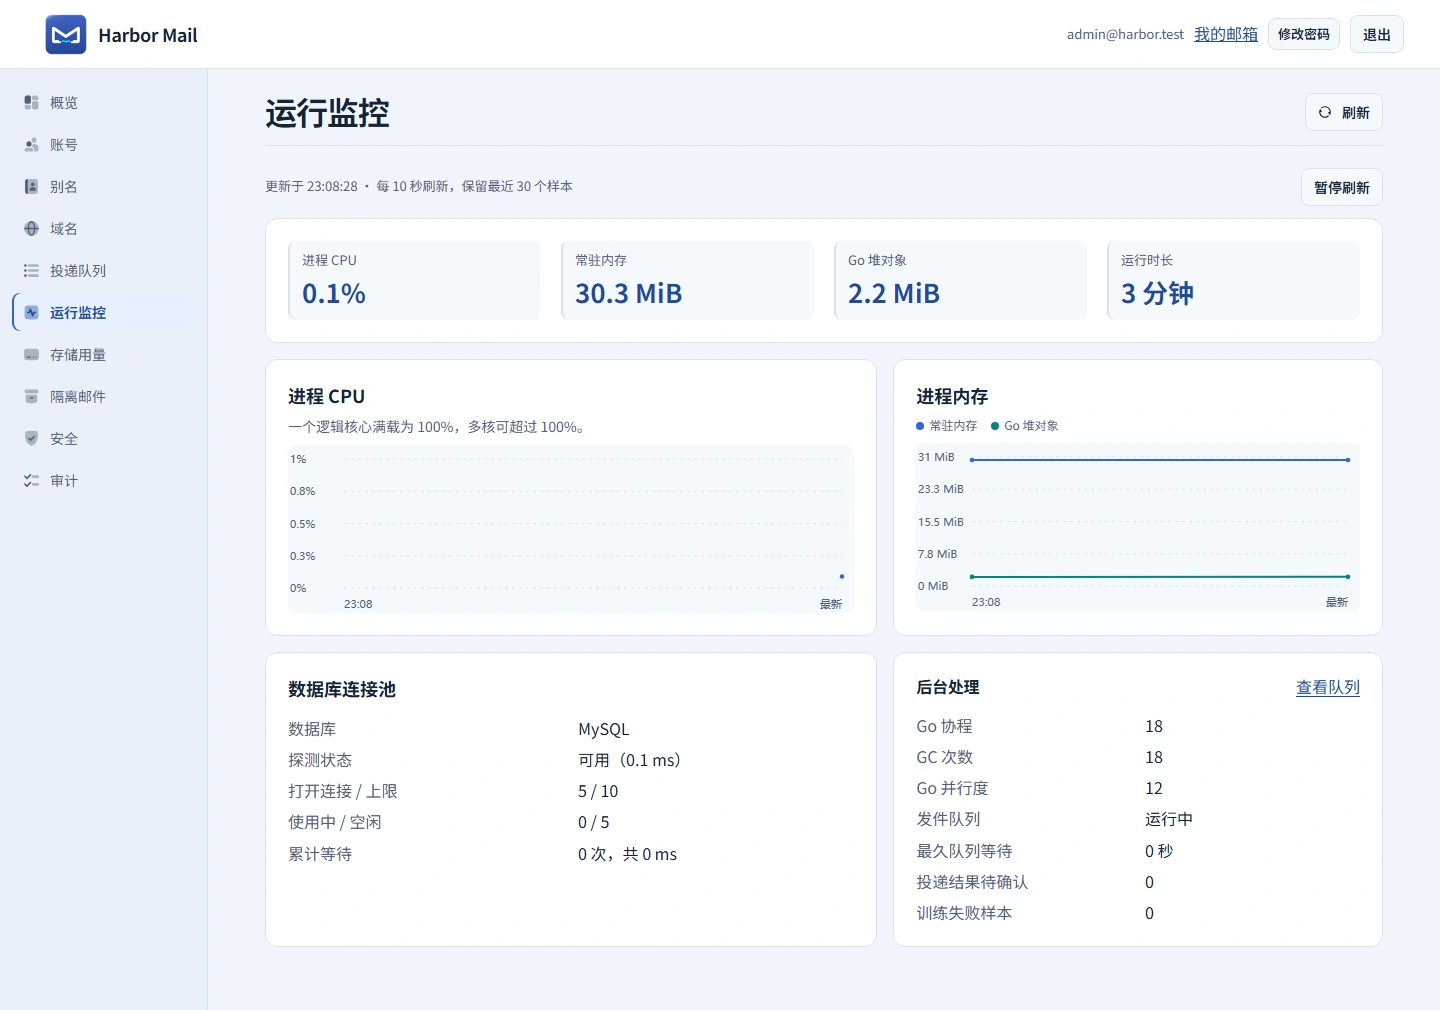 Harbor Mail
admin@harbor.test 我的邮箱 修改密码 退出
概览
账号
别名
域名
投递队列
运行监控
存储用量
隔离邮件
安全
审计
运行监控
刷新
更新于 23:08:28 · 每 10 秒刷新，保留最近 30 个样本
暂停刷新
进程 CPU
0.1%
常驻内存
30.3 MiB
Go 堆对象
2.2 MiB
运行时长
3 分钟
进程 CPU
一个逻辑核心满载为 100%，多核可超过 100%。
1%
0.8%
0.5%
0.3%
0%
23:08 最新
进程内存
常驻内存 Go 堆对象
31 MiB
23.3 MiB
15.5 MiB
7.8 MiB
0 MiB
23:08 最新
数据库连接池
数据库 MySQL
探测状态 可用（0.1 ms）
打开连接 / 上限 5 / 10
使用中 / 空闲 0 / 5
累计等待 0 次，共 0 ms
后台处理 查看队列
Go 协程 18
GC 次数 18
Go 并行度 12
发件队列 运行中
最久队列等待 0 秒
投递结果待确认 0
训练失败样本 0